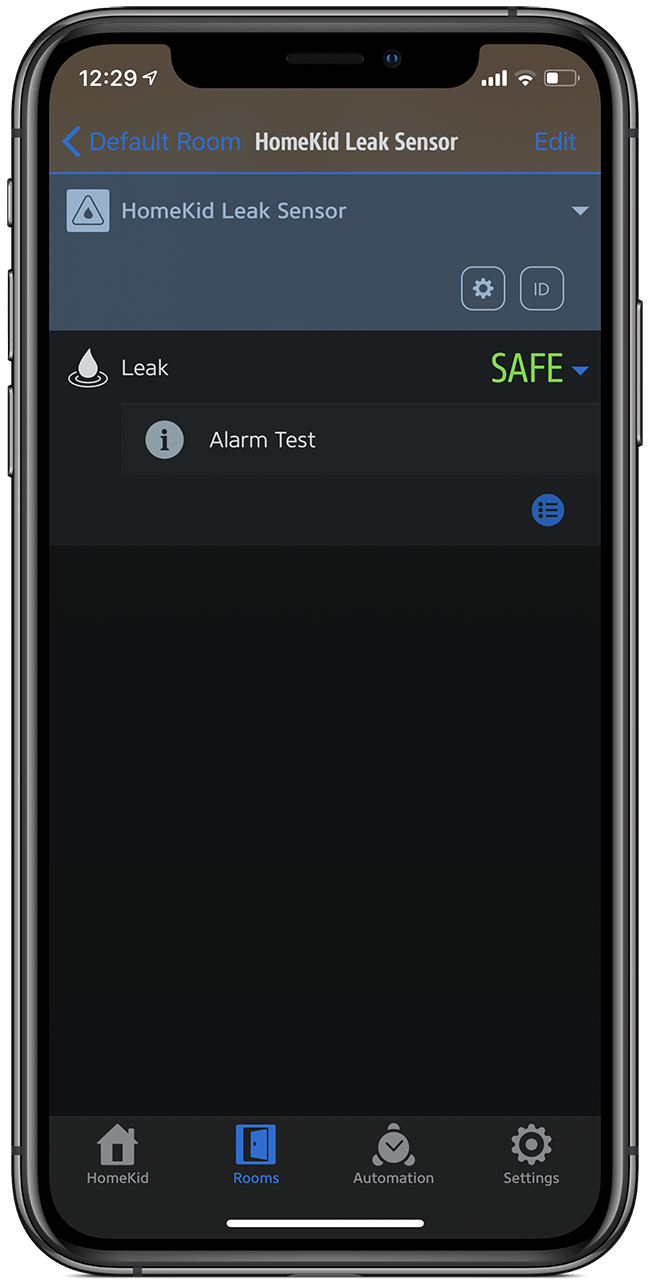 12:29
Default Room HomeKid Leak Sensor Edit
HomeKid Leak Sensor
ID
Leak SAFE
i Alarm Test
HomeKid Rooms Automation Settings